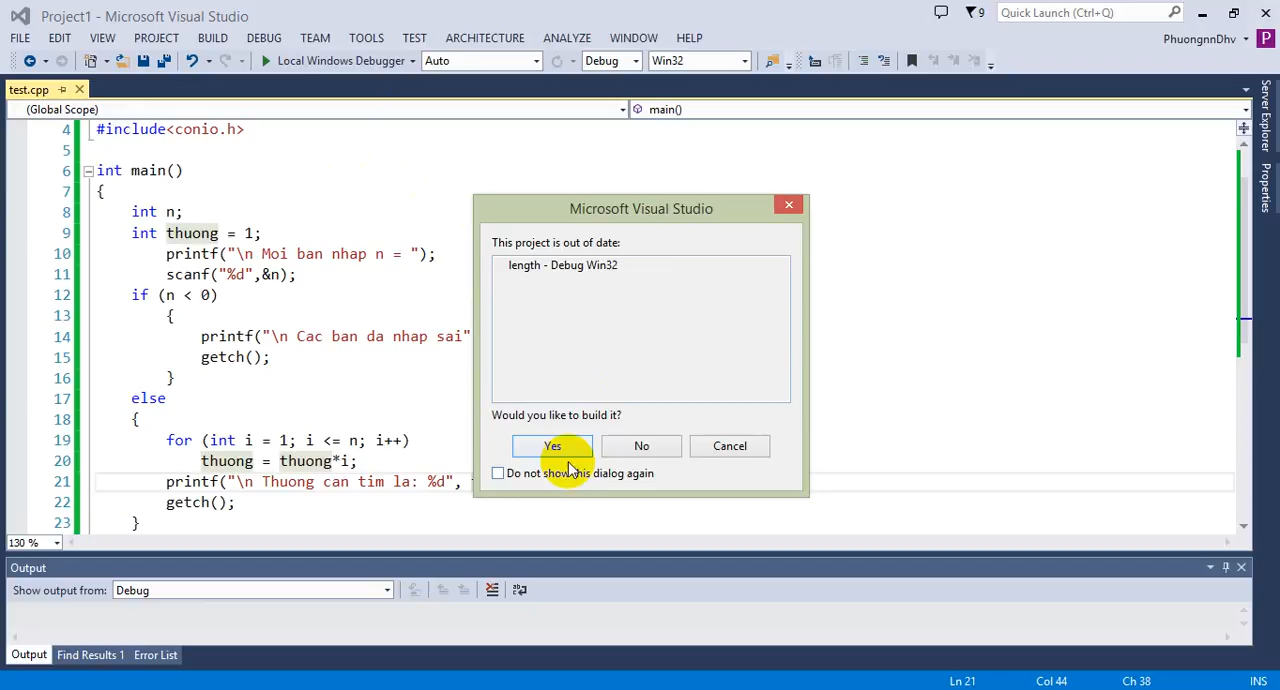 Project1 - Microsoft Visual Studio
9
Quick Launch (Ctrl+Q)
FILE EDIT VIEW PROJECT BUILD DEBUG TEAM TOOLS TEST ARCHITECTURE ANALYZE WINDOW HELP
PhuongnnDhv P
Local Windows Debugger Auto Debug Win32
test.cpp
(Global Scope) main()
Server Explorer
Properties
4 #include<conio.h>
5
6 int main()
7 {
8 int n;
9 int thuong = 1;
10 printf("\n Moi ban nhap n = ");
11 scanf("%d",&n);
12 if (n < 0)
13 {
14 printf("\n Cac ban da nhap sai"
15 getch();
16 }
17 else
18 {
19 for (int i = 1; i <= n; i++)
20 thuong = thuong*i;
21 printf("\n Thuong can tim la: %d",
22 getch();
23 }
Microsoft Visual Studio
This project is out of date:
length - Debug Win32
Would you like to build it?
Yes No Cancel
Do not show this dialog again
130 %
Output
Show output from: Debug
Output Find Results 1 Error List
Ln 21 Col 44 Ch 38 INS